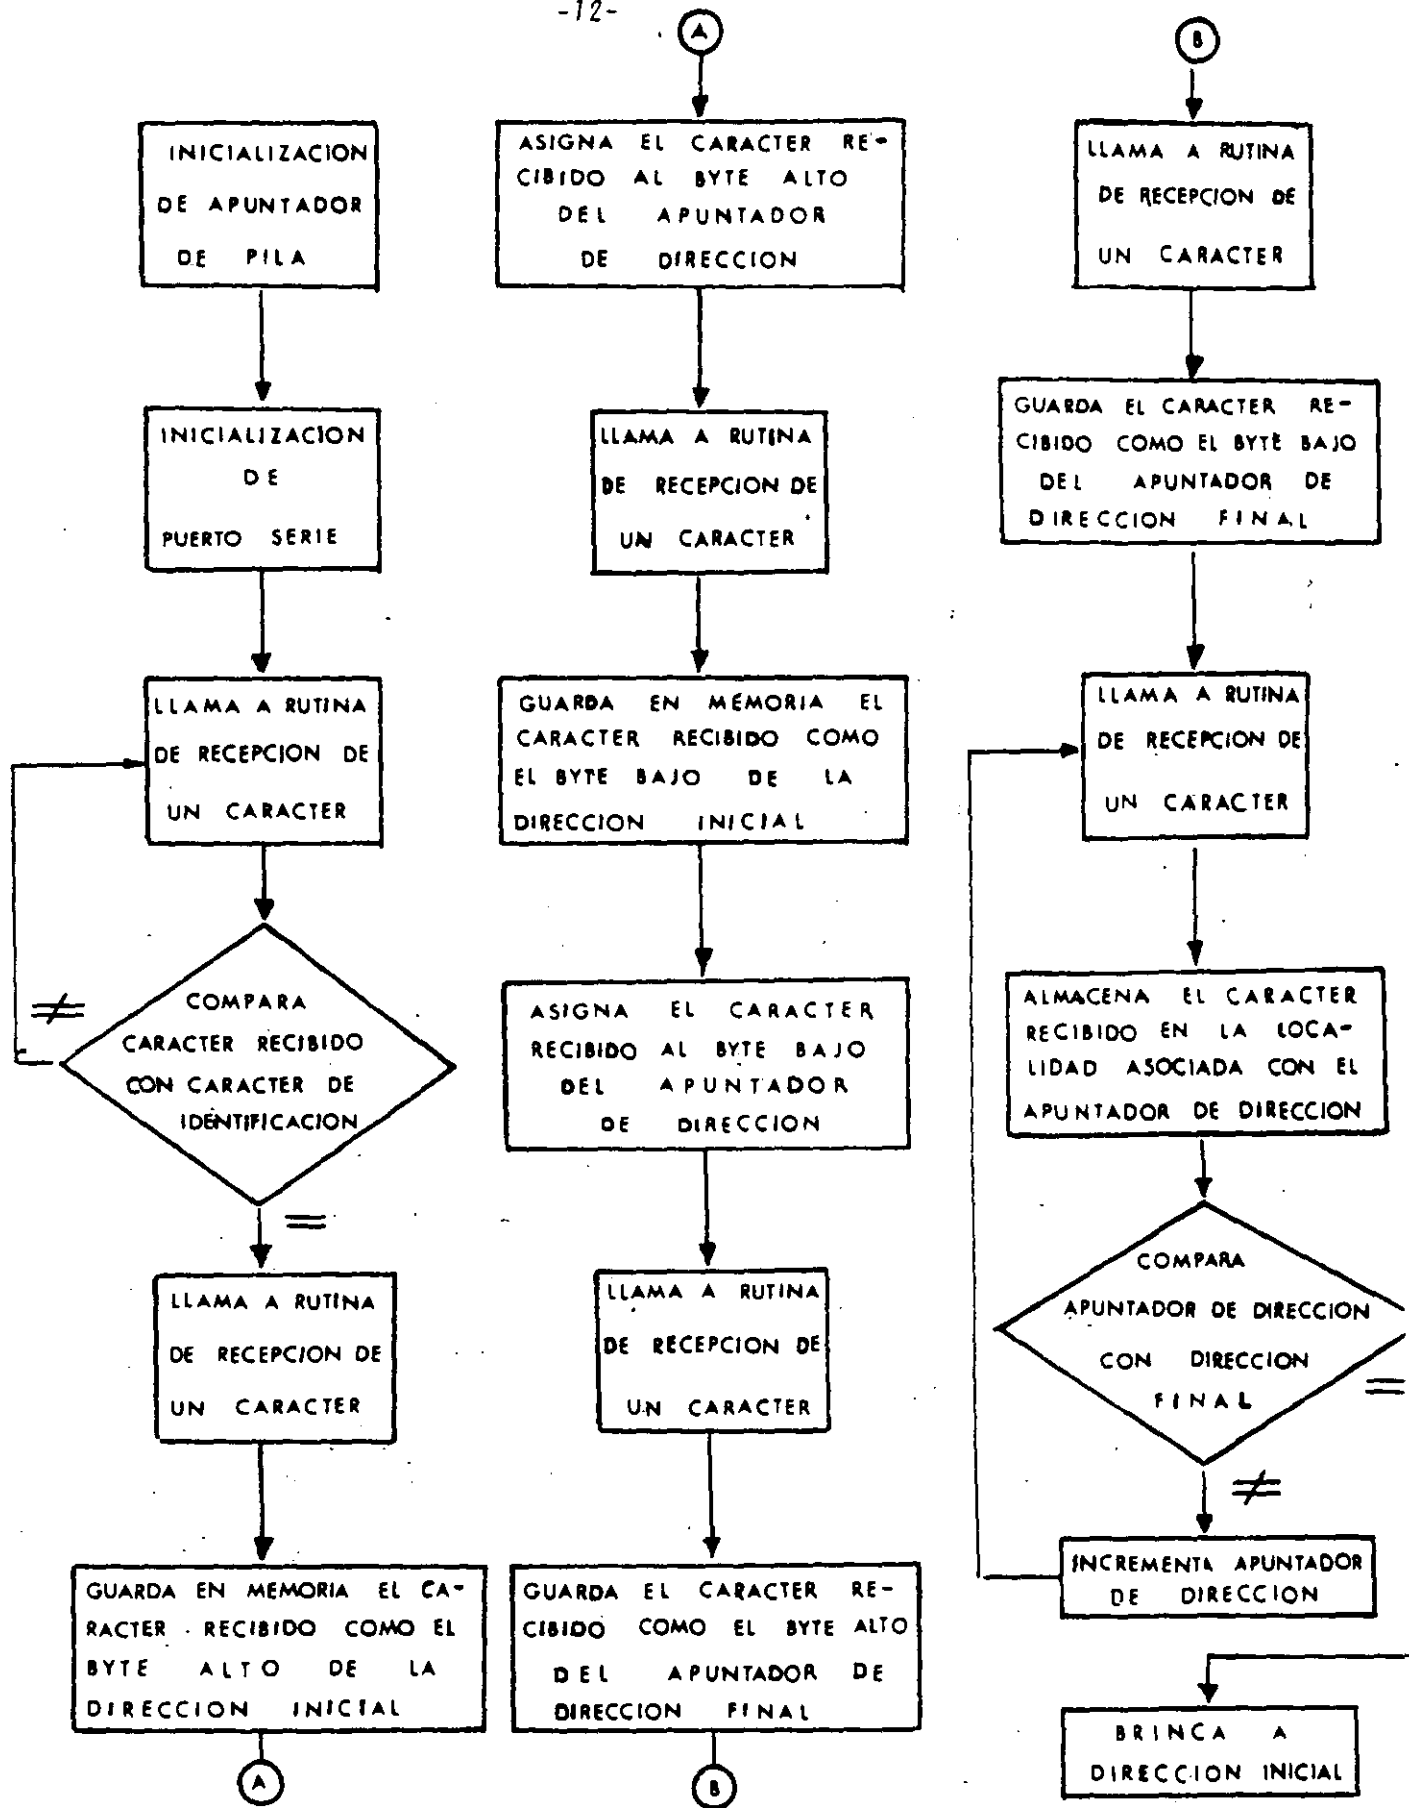 -12-
INICIALIZACION
DE APUNTADOR
DE PILA
INICIALIZACION
DE
PUERTO SERIE
LLAMA A RUTINA
DE RECEPCION DE
UN CARACTER
COMPARA
CARACTER RECIBIDO
CON CARACTER DE
IDENTIFICACION
≠
=
LLAMA A RUTINA
DE RECEPCION DE
UN CARACTER
GUARDA EN MEMORIA EL CA-
RACTER RECIBIDO COMO EL
BYTE ALTO DE LA
DIRECCION INICIAL
A
A
ASIGNA EL CARACTER RE-
CIBIDO AL BYTE ALTO
DEL APUNTADOR
DE DIRECCION
LLAMA A RUTINA
DE RECEPCION DE
UN CARACTER
GUARDA EN MEMORIA EL
CARACTER RECIBIDO COMO
EL BYTE BAJO DE LA
DIRECCION INICIAL
ASIGNA EL CARACTER
RECIBIDO AL BYTE BAJO
DEL APUNTADOR
DE DIRECCION
LLAMA A RUTINA
DE RECEPCION DE
UN CARACTER
GUARDA EL CARACTER RE-
CIBIDO COMO EL BYTE ALTO
DEL APUNTADOR DE
DIRECCION FINAL
B
B
LLAMA A RUTINA
DE RECEPCION DE
UN CARACTER
GUARDA EL CARACTER RE-
CIBIDO COMO EL BYTE BAJO
DEL APUNTADOR DE
DIRECCION FINAL
LLAMA A RUTINA
DE RECEPCION DE
UN CARACTER
ALMACENA EL CARACTER
RECIBIDO EN LA LOCA-
LIDAD ASOCIADA CON EL
APUNTADOR DE DIRECCION
COMPARA
APUNTADOR DE DIRECCION
CON DIRECCION
FINAL
=
≠
INCREMENTA APUNTADOR
DE DIRECCION
BRINCA A
DIRECCION INICIAL